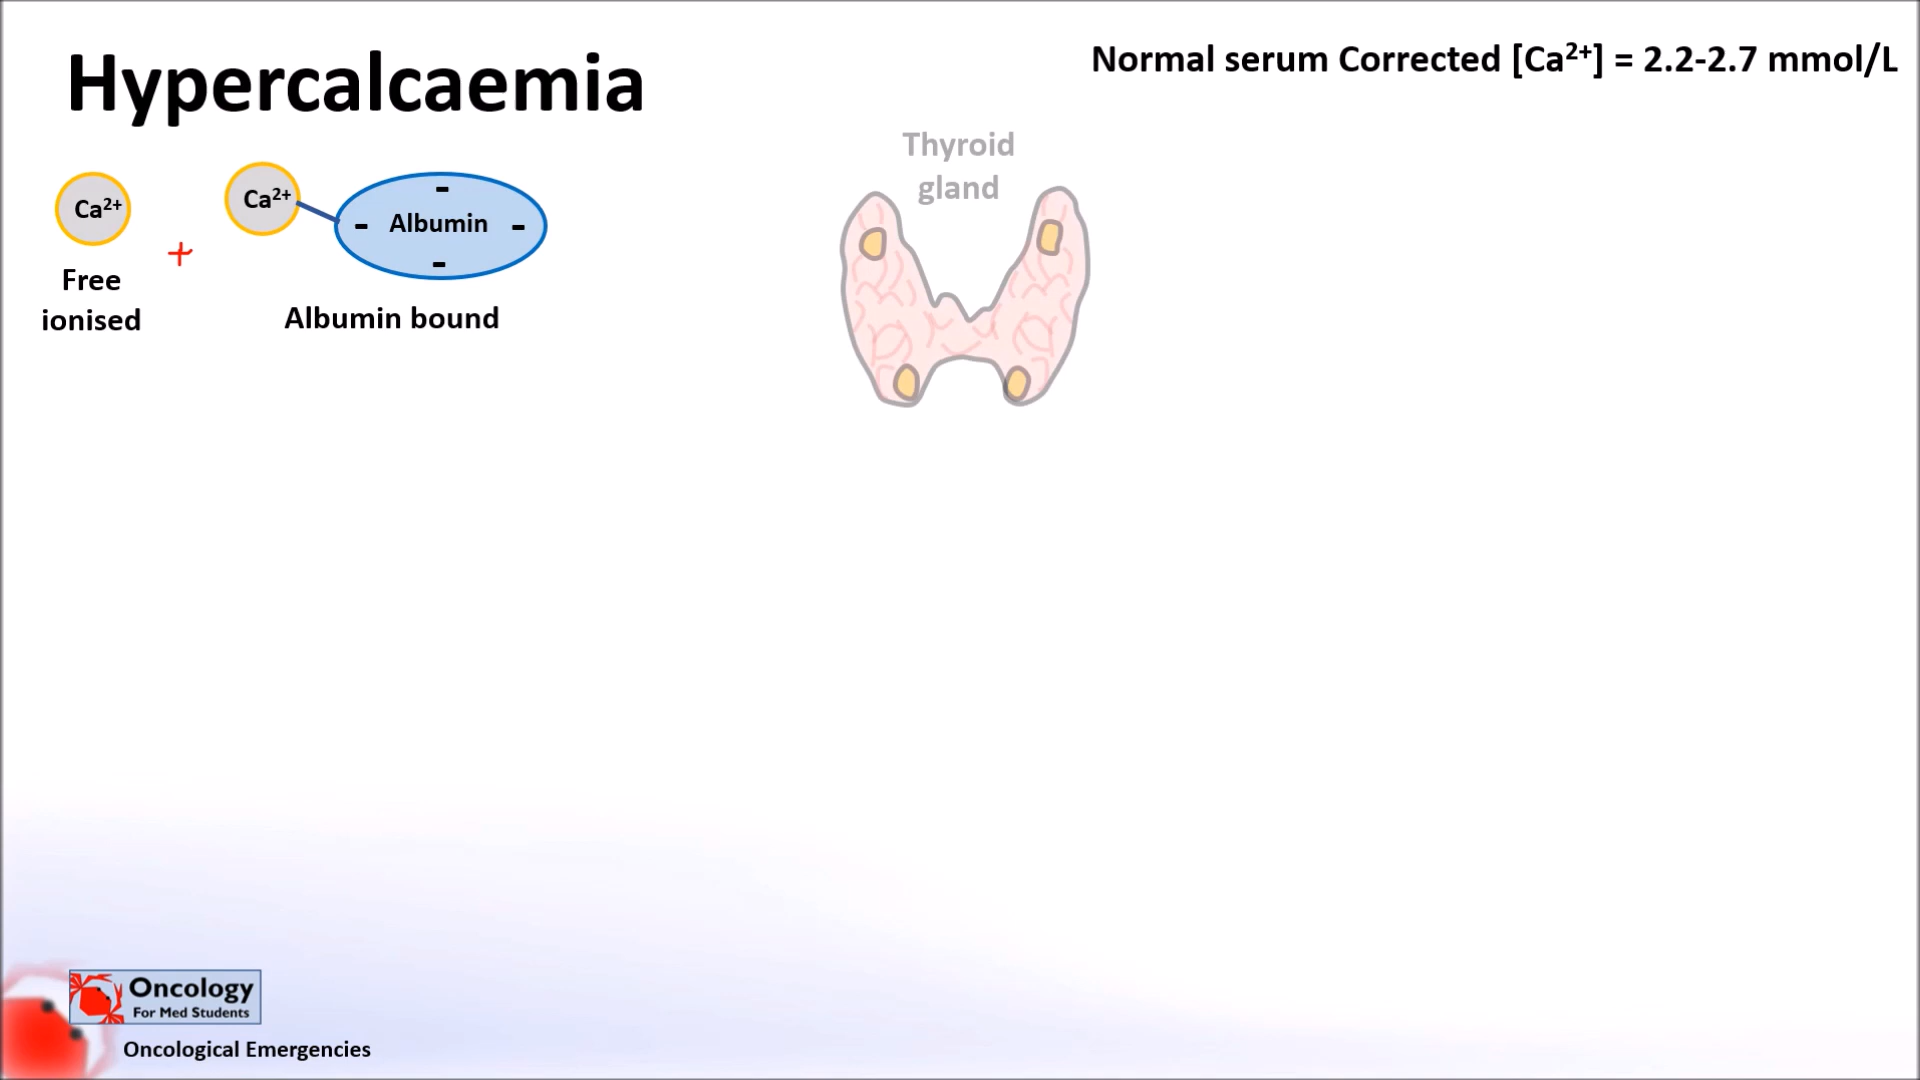 Hypercalcaemia
Normal serum Corrected [Ca²⁺] = 2.2-2.7 mmol/L
Thyroid
gland
Ca²⁺
+
Ca²⁺
-
- Albumin -
-
Free
ionised
Albumin bound
Oncology
For Med Students
Oncological Emergencies